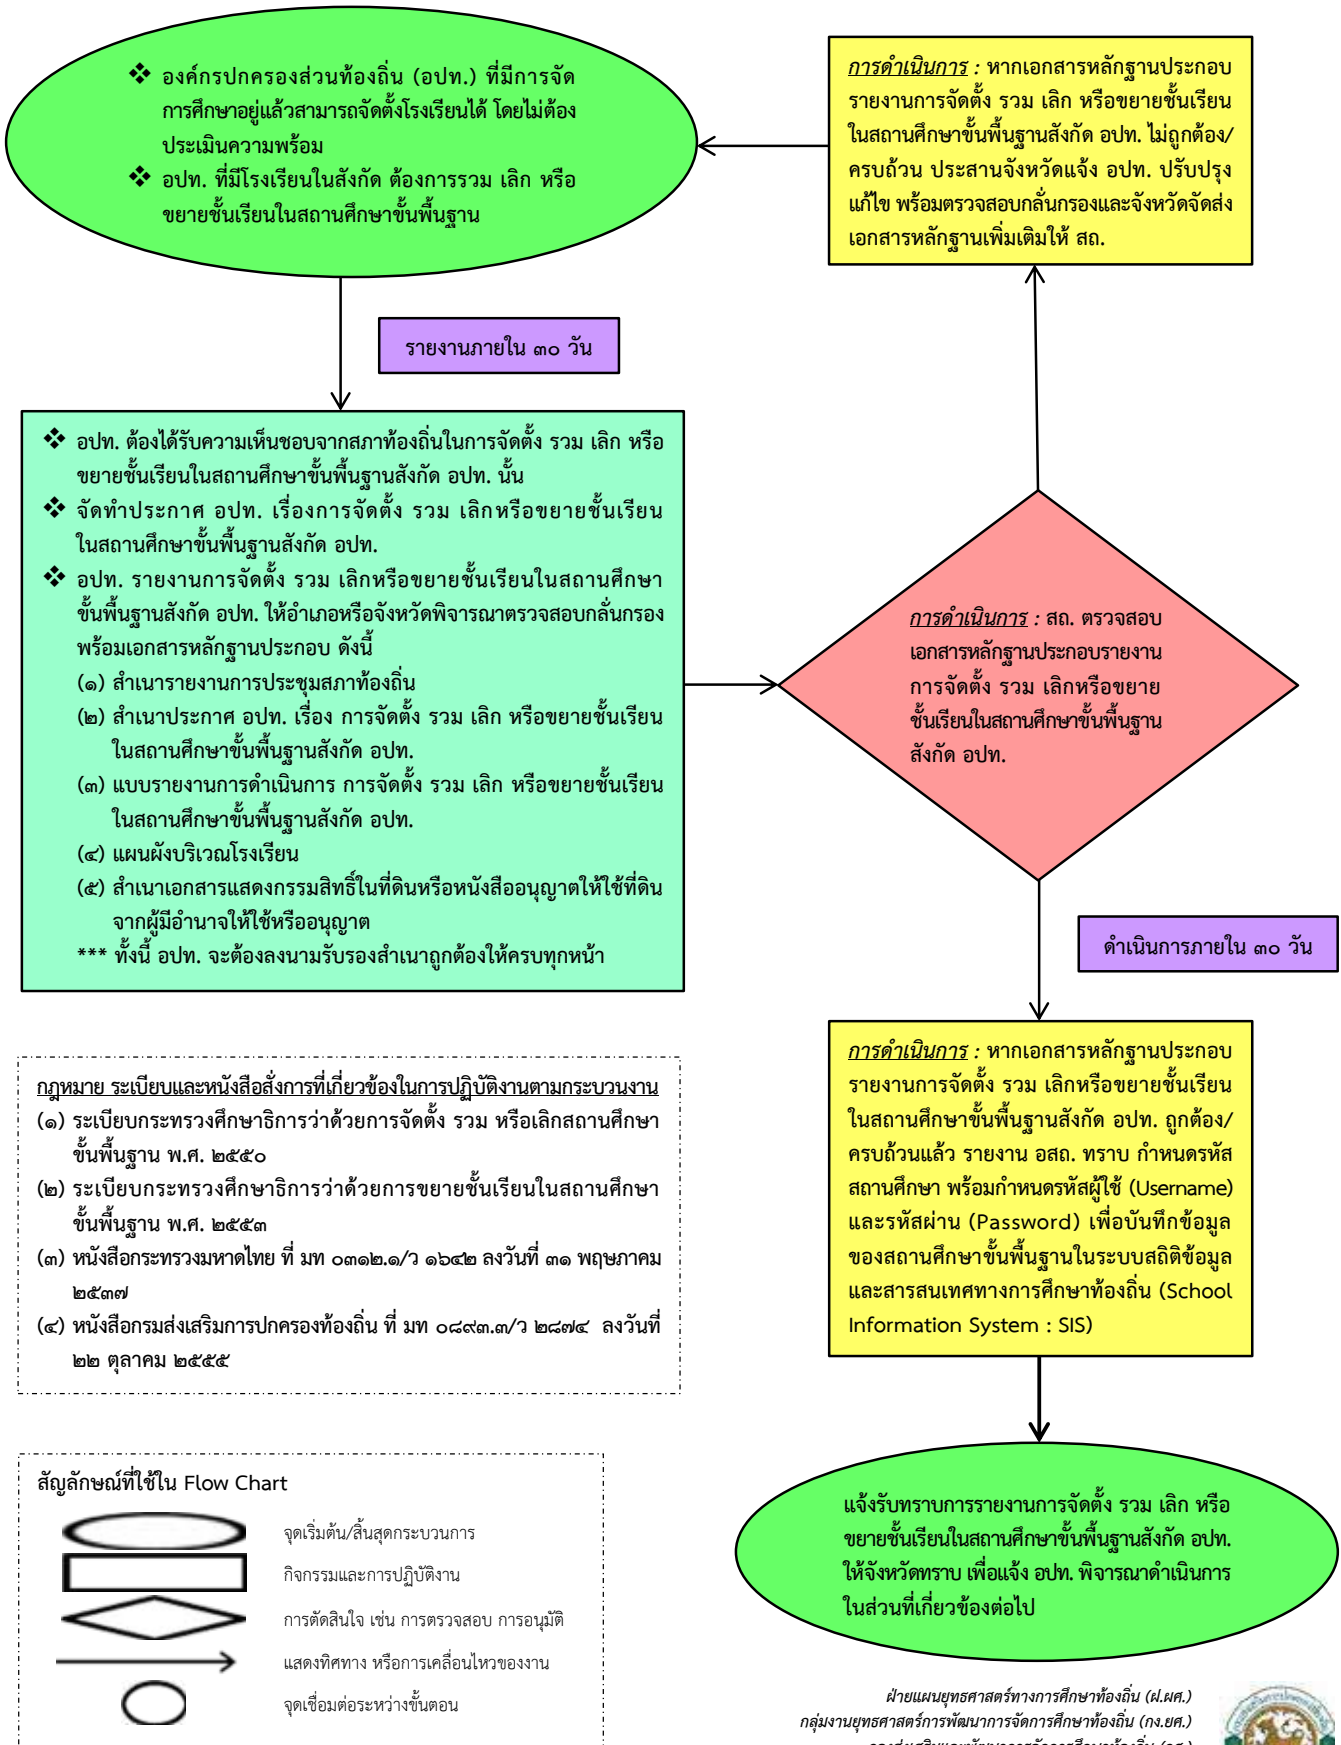 ❖ องค์กรปกครองส่วนท้องถิ่น (อปท.) ที่มีการจัด
การศึกษาอยู่แล้วสามารถจัดตั้งโรงเรียนได้ โดยไม่ต้อง
ประเมินความพร้อม
❖ อปท. ที่มีโรงเรียนในสังกัด ต้องการรวม เลิก หรือ
ขยายชั้นเรียนในสถานศึกษาขั้นพื้นฐาน
การดำเนินการ : หากเอกสารหลักฐานประกอบ
รายงานการจัดตั้ง รวม เลิก หรือขยายชั้นเรียน
ในสถานศึกษาขั้นพื้นฐานสังกัด อปท. ไม่ถูกต้อง/
ครบถ้วน ประสานจังหวัดแจ้ง อปท. ปรับปรุง
แก้ไข พร้อมตรวจสอบกลั่นกรองและจังหวัดจัดส่ง
เอกสารหลักฐานเพิ่มเติมให้ สถ.
รายงานภายใน ๓๐ วัน
❖ อปท. ต้องได้รับความเห็นชอบจากสภาท้องถิ่นในการจัดตั้ง รวม เลิก หรือ
ขยายชั้นเรียนในสถานศึกษาขั้นพื้นฐานสังกัด อปท. นั้น
❖ จัดทำประกาศ อปท. เรื่องการจัดตั้ง รวม เลิกหรือขยายชั้นเรียน
ในสถานศึกษาขั้นพื้นฐานสังกัด อปท.
❖ อปท. รายงานการจัดตั้ง รวม เลิกหรือขยายชั้นเรียนในสถานศึกษา
ขั้นพื้นฐานสังกัด อปท. ให้อำเภอหรือจังหวัดพิจารณาตรวจสอบกลั่นกรอง
พร้อมเอกสารหลักฐานประกอบ ดังนี้
(๑) สำเนารายงานการประชุมสภาท้องถิ่น
(๒) สำเนาประกาศ อปท. เรื่อง การจัดตั้ง รวม เลิก หรือขยายชั้นเรียน
ในสถานศึกษาขั้นพื้นฐานสังกัด อปท.
(๓) แบบรายงานการดำเนินการ การจัดตั้ง รวม เลิก หรือขยายชั้นเรียน
ในสถานศึกษาขั้นพื้นฐานสังกัด อปท.
(๔) แผนผังบริเวณโรงเรียน
(๕) สำเนาเอกสารแสดงกรรมสิทธิ์ในที่ดินหรือหนังสืออนุญาตให้ใช้ที่ดิน
จากผู้มีอำนาจให้ใช้หรืออนุญาต
*** ทั้งนี้ อปท. จะต้องลงนามรับรองสำเนาถูกต้องให้ครบทุกหน้า
การดำเนินการ : สถ. ตรวจสอบ
เอกสารหลักฐานประกอบรายงาน
การจัดตั้ง รวม เลิกหรือขยาย
ชั้นเรียนในสถานศึกษาขั้นพื้นฐาน
สังกัด อปท.
ดำเนินการภายใน ๓๐ วัน
การดำเนินการ : หากเอกสารหลักฐานประกอบ
รายงานการจัดตั้ง รวม เลิกหรือขยายชั้นเรียน
ในสถานศึกษาขั้นพื้นฐานสังกัด อปท. ถูกต้อง/
ครบถ้วนแล้ว รายงาน อสถ. ทราบ กำหนดรหัส
สถานศึกษา พร้อมกำหนดรหัสผู้ใช้ (Username)
และรหัสผ่าน (Password) เพื่อบันทึกข้อมูล
ของสถานศึกษาขั้นพื้นฐานในระบบสถิติข้อมูล
และสารสนเทศทางการศึกษาท้องถิ่น (School
Information System : SIS)
กฎหมาย ระเบียบและหนังสือสั่งการที่เกี่ยวข้องในการปฏิบัติงานตามกระบวนงาน
(๑) ระเบียบกระทรวงศึกษาธิการว่าด้วยการจัดตั้ง รวม หรือเลิกสถานศึกษา
ขั้นพื้นฐาน พ.ศ. ๒๕๕๐
(๒) ระเบียบกระทรวงศึกษาธิการว่าด้วยการขยายชั้นเรียนในสถานศึกษา
ขั้นพื้นฐาน พ.ศ. ๒๕๕๓
(๓) หนังสือกระทรวงมหาดไทย ที่ มท ๐๓๑๒.๑/ว ๑๖๔๒ ลงวันที่ ๓๑ พฤษภาคม
๒๕๓๗
(๔) หนังสือกรมส่งเสริมการปกครองท้องถิ่น ที่ มท ๐๘๙๓.๓/ว ๒๘๗๔ ลงวันที่
๒๒ ตุลาคม ๒๕๕๕
แจ้งรับทราบการรายงานการจัดตั้ง รวม เลิก หรือ
ขยายชั้นเรียนในสถานศึกษาขั้นพื้นฐานสังกัด อปท.
ให้จังหวัดทราบ เพื่อแจ้ง อปท. พิจารณาดำเนินการ
ในส่วนที่เกี่ยวข้องต่อไป
สัญลักษณ์ที่ใช้ใน Flow Chart
จุดเริ่มต้น/สิ้นสุดกระบวนการ
กิจกรรมและการปฏิบัติงาน
การตัดสินใจ เช่น การตรวจสอบ การอนุมัติ
แสดงทิศทาง หรือการเคลื่อนไหวของงาน
จุดเชื่อมต่อระหว่างขั้นตอน
ฝ่ายแผนยุทธศาสตร์ทางการศึกษาท้องถิ่น (ฝ.ผศ.)
กลุ่มงานยุทธศาสตร์การพัฒนาการจัดการศึกษาท้องถิ่น (กง.ยศ.)